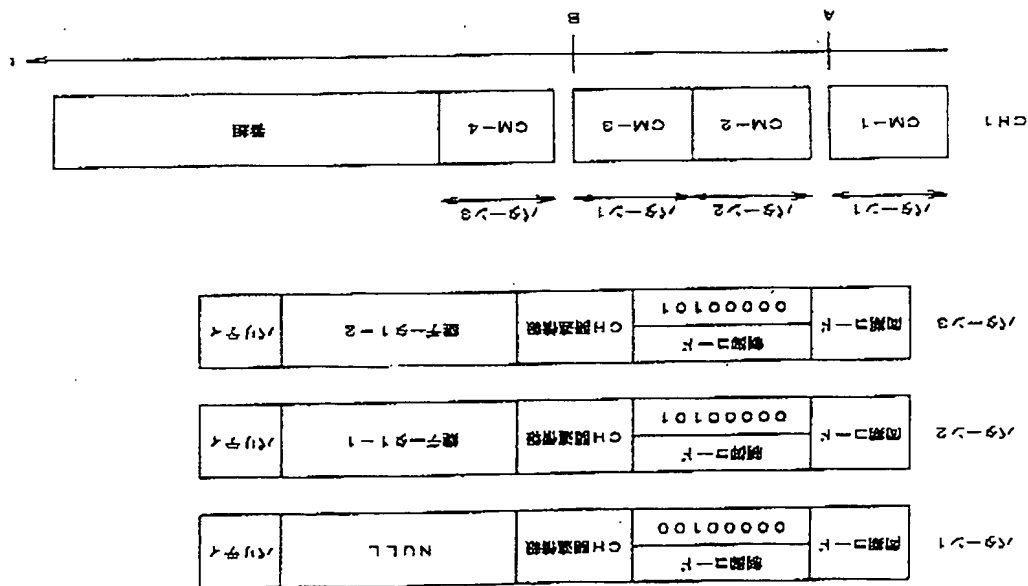 パターン1
同期コード
制御コード
00000100
CH関連情報
NULL
パリティ
パターン2
同期コード
制御コード
00000101
CH関連情報
鍵データ1-1
パリティ
パターン3
同期コード
制御コード
00000101
CH関連情報
鍵データ1-2
パリティ
パターン1
パターン2
パターン1
パターン3
CH1
CM-1
CM-2
CM-3
CM-4
番組
t
A
B